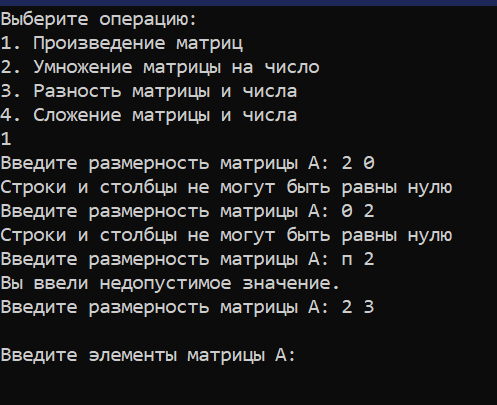 Выберите операцию:
1. Произведение матриц
2. Умножение матрицы на число
3. Разность матрицы и числа
4. Сложение матрицы и числа
1
Введите размерность матрицы А: 2 0
Строки и столбцы не могут быть равны нулю
Введите размерность матрицы А: 0 2
Строки и столбцы не могут быть равны нулю
Введите размерность матрицы А: п 2
Вы ввели недопустимое значение.
Введите размерность матрицы А: 2 3
Введите элементы матрицы А: